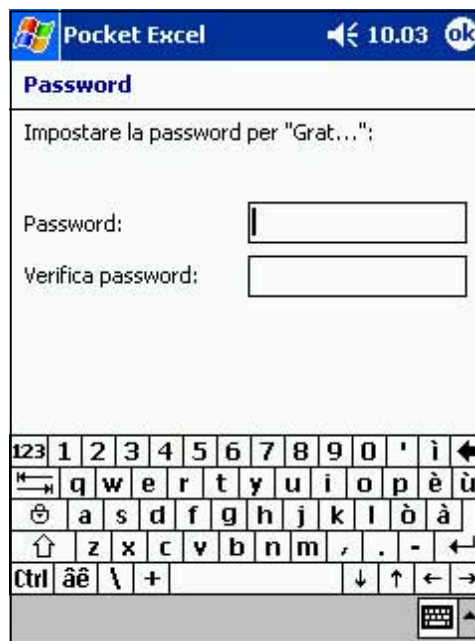 Pocket Excel 10.03 ok
Password
Impostare la password per "Grat...":
Password:
Verifica password:
123 1 2 3 4 5 6 7 8 9 0 ' ì
q w e r t y u i o p è ù
a s d f g h j k l ò à
z x c v b n m , . -
Ctrl âê \ +